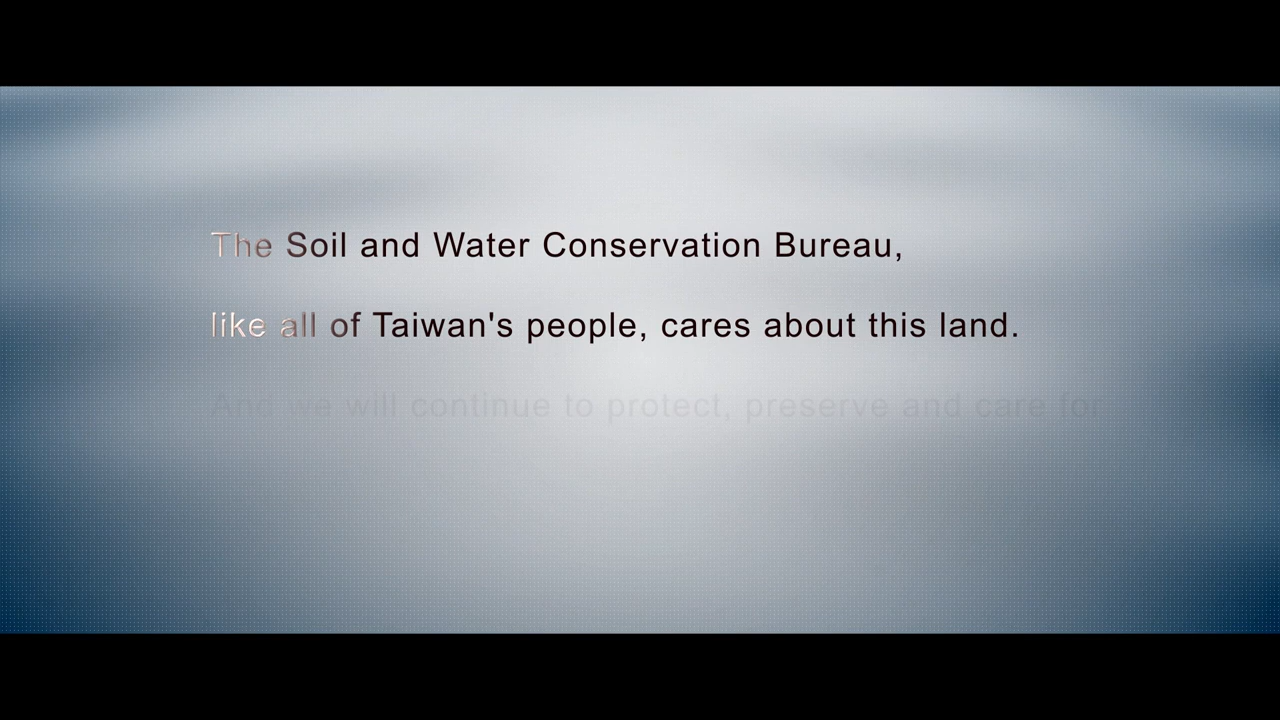 The Soil and Water Conservation Bureau,
like all of Taiwan's people, cares about this land.
And we will continue to protect, preserve and care for